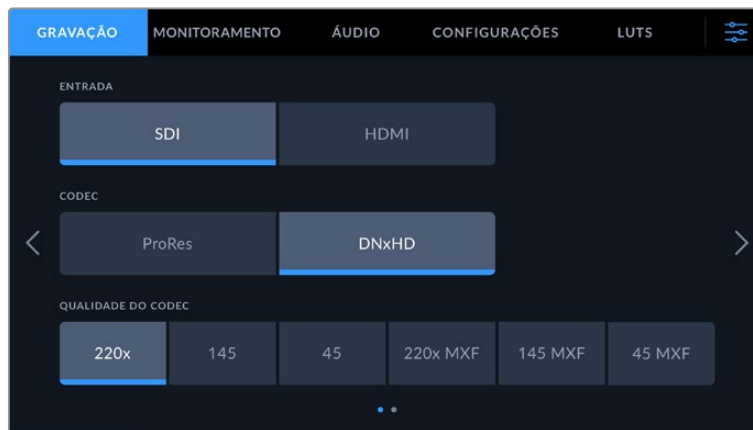 GRAVAÇÃO MONITORAMENTO ÁUDIO CONFIGURAÇÕES LUTS
ENTRADA
SDI HDMI
CODEC
ProRes DNxHD
QUALIDADE DO CODEC
220x 145 45 220x MXF 145 MXF 45 MXF